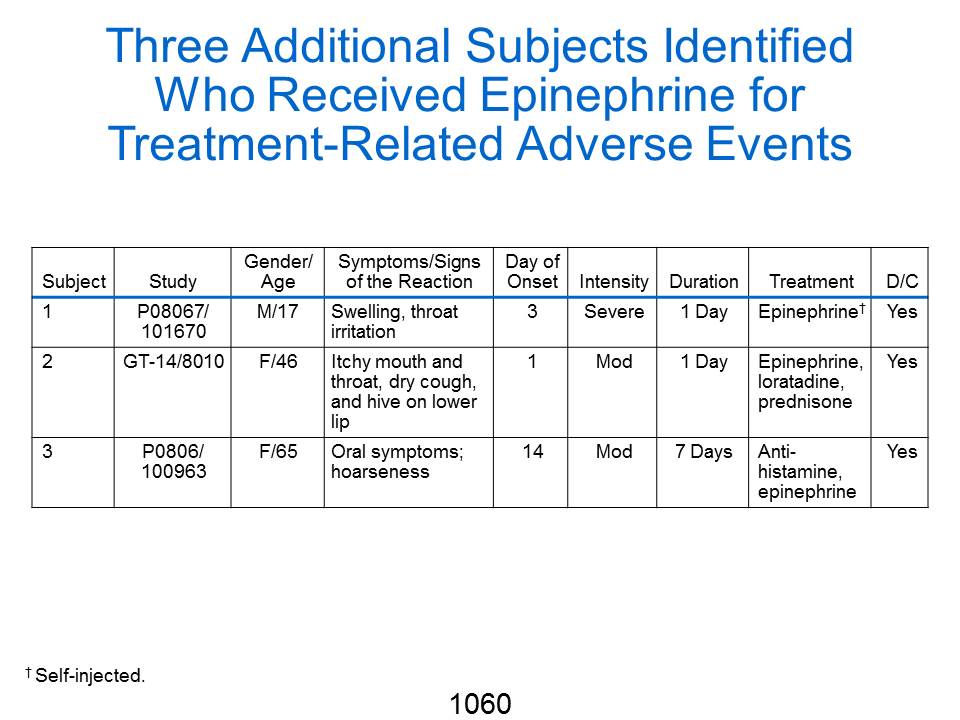 Three Additional Subjects Identified
Who Received Epinephrine for
Treatment-Related Adverse Events
Subject Study Gender/ Age Symptoms/Signs of the Reaction Day of Onset Intensity Duration Treatment D/C
1 P08067/ 101670 M/17 Swelling, throat irritation 3 Severe 1 Day Epinephrine† Yes
2 GT-14/8010 F/46 Itchy mouth and throat, dry cough, and hive on lower lip 1 Mod 1 Day Epinephrine, loratadine, prednisone Yes
3 P0806/ 100963 F/65 Oral symptoms; hoarseness 14 Mod 7 Days Anti- histamine, epinephrine Yes
† Self-injected.
1060